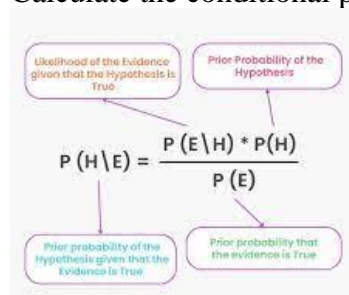 Calculate the conditional p
Likelihood of the Evidence
given that the Hypothesis is
True
Prior Probability of the
Hypothesis
P (E\H) * P(H)
P (H\E) =
P (E)
Prior probability of the
Hypothesis given that the
Evidence is True
Prior probability that
the evidence is True